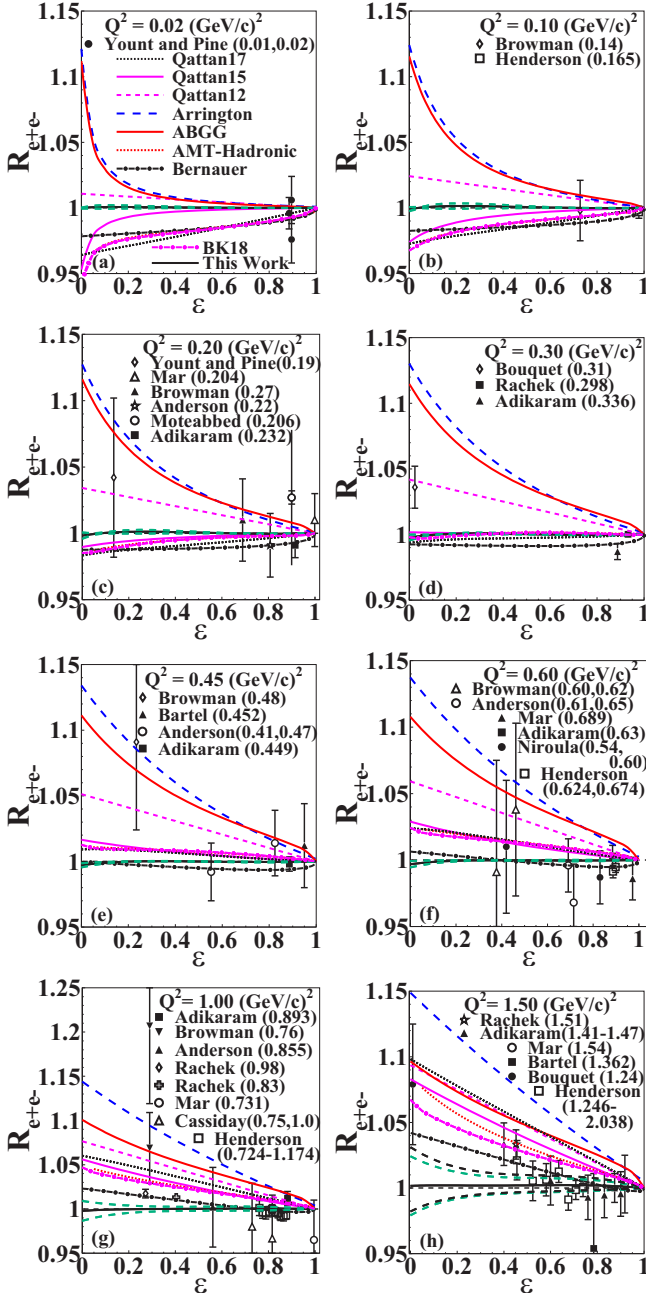 Q² = 0.02 (GeV/c)²
Yount and Pine (0.01,0.02)
Qattan17
Qattan15
Qattan12
Arrington
ABGG
AMT-Hadronic
Bernauer
BK18
This Work
(a)
R e+e-
1.1
1.05
1
0.95
0 0.2 0.4 0.6 0.8 1
ε
Q² = 0.10 (GeV/c)²
Browman (0.14)
Henderson (0.165)
(b)
R e+e-
1.1
1.05
1
0.95
0 0.2 0.4 0.6 0.8 1
ε
Q² = 0.20 (GeV/c)²
Yount and Pine(0.19)
Mar (0.204)
Browman (0.27)
Anderson (0.22)
Moteabbed (0.206)
Adikaram (0.232)
(c)
R e+e-
1.15
1.1
1.05
1
0.95
0 0.2 0.4 0.6 0.8 1
ε
Q² = 0.30 (GeV/c)²
Bouquet (0.31)
Rachek (0.298)
Adikaram (0.336)
(d)
R e+e-
1.15
1.1
1.05
1
0.95
0 0.2 0.4 0.6 0.8 1
ε
Q² = 0.45 (GeV/c)²
Browman (0.48)
Bartel (0.452)
Anderson (0.41,0.47)
Adikaram (0.449)
(e)
R e+e-
1.15
1.1
1.05
1
0.95
0 0.2 0.4 0.6 0.8 1
ε
Q² = 0.60 (GeV/c)²
Browman(0.60,0.62)
Anderson(0.61,0.65)
Mar (0.689)
Adikaram(0.63)
Niroula (0.54,
0.60)
Henderson
(0.624,0.674)
(f)
R e+e-
1.15
1.1
1.05
1
0.95
0 0.2 0.4 0.6 0.8 1
ε
Q² = 1.00 (GeV/c)²
Adikaram (0.893)
Browman (0.76)
Anderson (0.855)
Rachek (0.98)
Rachek (0.83)
Mar (0.731)
Cassiday(0.75,1.0)
Henderson
(0.724-1.174)
(g)
R e+e-
1.25
1.2
1.15
1.1
1.05
1
0.95
0 0.2 0.4 0.6 0.8 1
ε
Q² = 1.50 (GeV/c)²
Rachek (1.51)
Adikaram (1.41-1.47)
Mar (1.54)
Bartel (1.362)
Bouquet (1.24)
Henderson
(1.246-
2.038)
(h)
R e+e-
1.15
1.1
1.05
1
0.95
0 0.2 0.4 0.6 0.8 1
ε